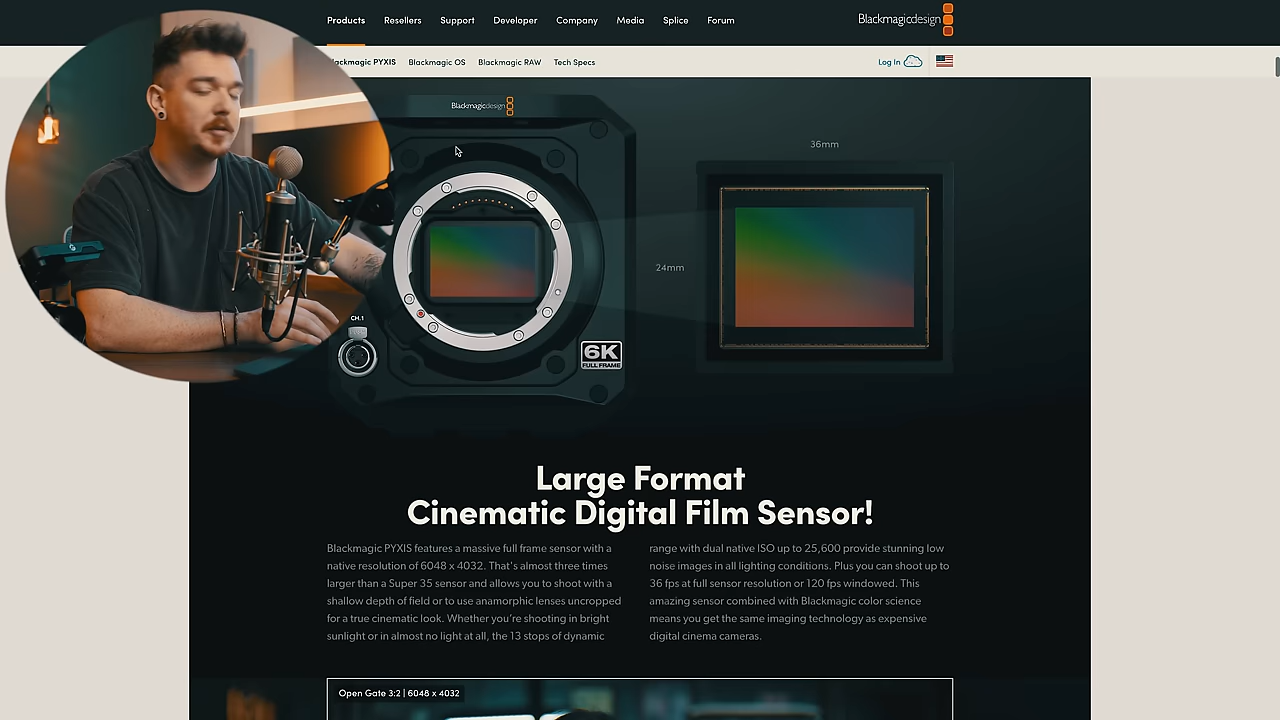 Products Resellers Support Developer Company Media Splice Forum
Blackmagicdesign
Blackmagic PYXIS Blackmagic OS Blackmagic RAW Tech Specs
Log In
Blackmagicdesign
36mm
24mm
CH.1
6K
FULL FRAME
Large Format
Cinematic Digital Film Sensor!
Blackmagic PYXIS features a massive full frame sensor with a
native resolution of 6048 x 4032. That's almost three times
larger than a Super 35 sensor and allows you to shoot with a
shallow depth of field or to use anamorphic lenses uncropped
for a true cinematic look. Whether you're shooting in bright
sunlight or in almost no light at all, the 13 stops of dynamic
range with dual native ISO up to 25,600 provide stunning low
noise images in all lighting conditions. Plus you can shoot up to
36 fps at full sensor resolution or 120 fps windowed. This
amazing sensor combined with Blackmagic color science
means you get the same imaging technology as expensive
digital cinema cameras.
Open Gate 3:2 | 6048 x 4032